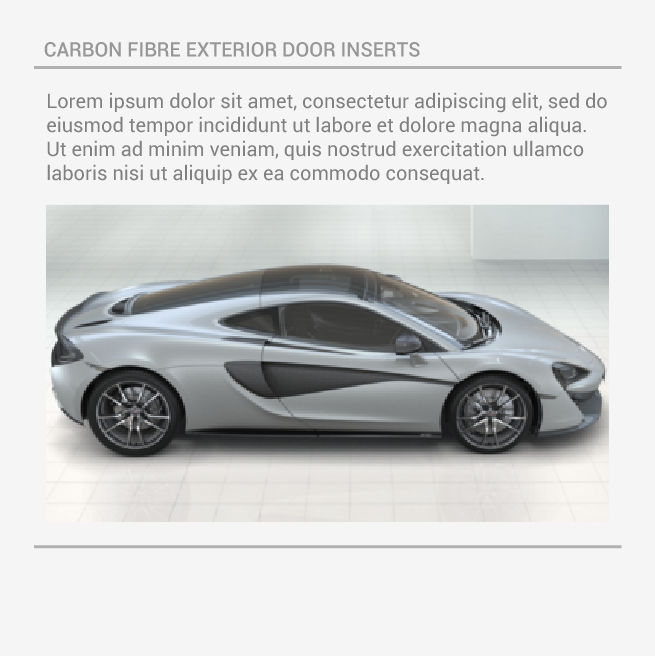 CARBON FIBRE EXTERIOR DOOR INSERTS
Lorem ipsum dolor sit amet, consectetur adipiscing elit, sed do
eiusmod tempor incididunt ut labore et dolore magna aliqua.
Ut enim ad minim veniam, quis nostrud exercitation ullamco
laboris nisi ut aliquip ex ea commodo consequat.